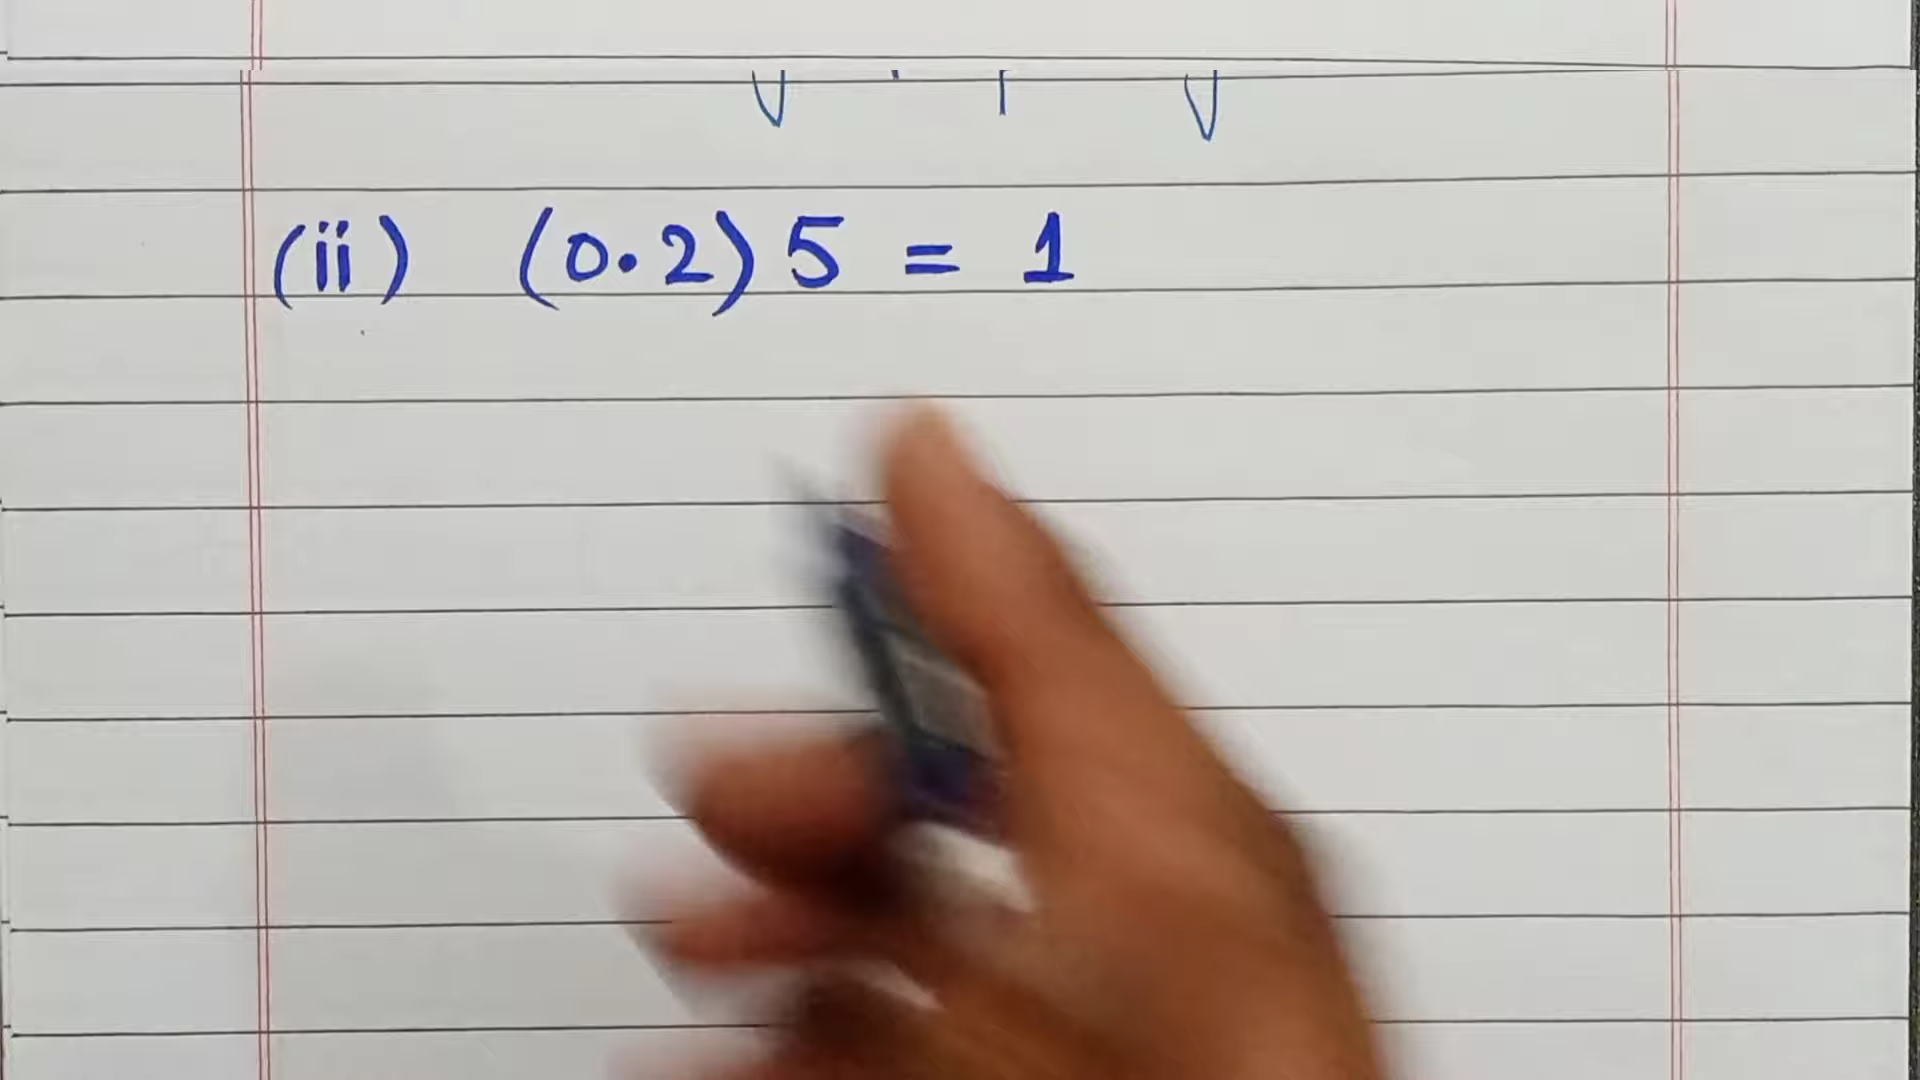 (ii) (0.2) 5 = 1